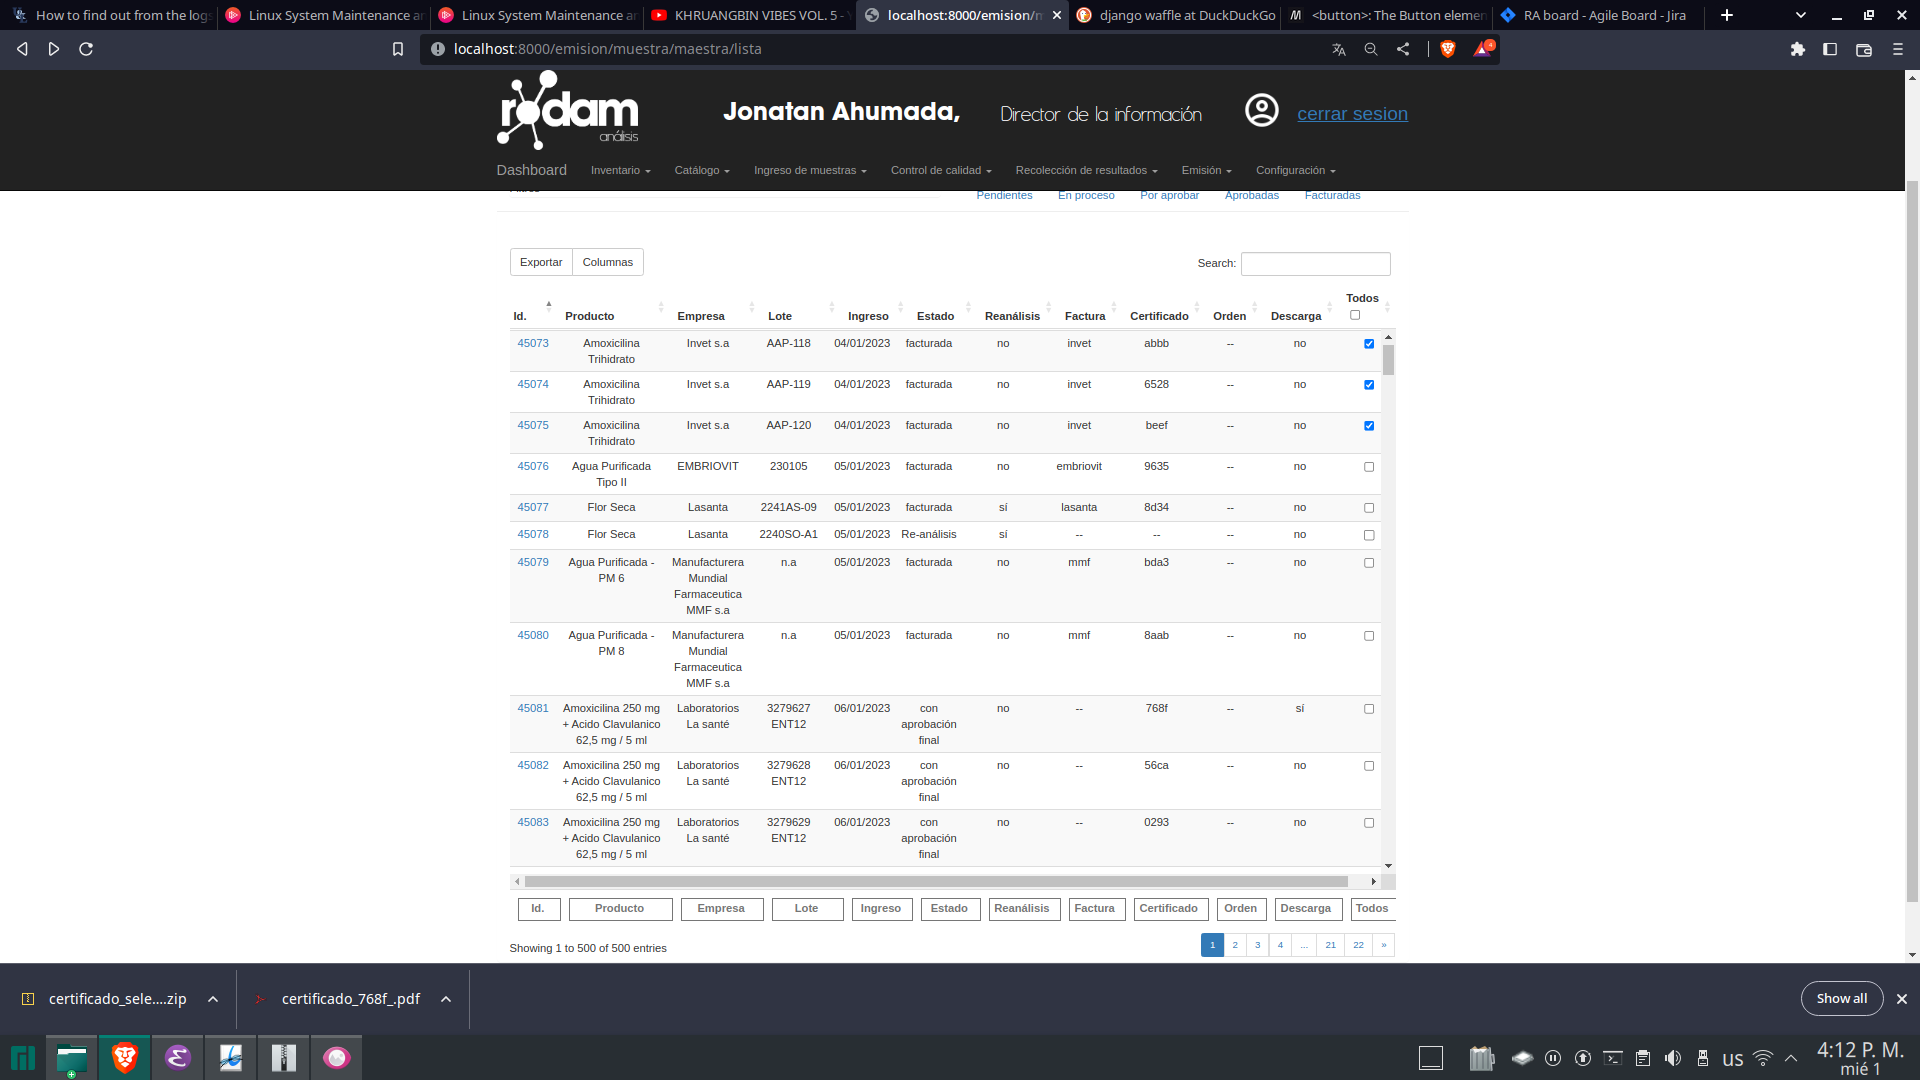 How to find out from the logs
Linux System Maintenance an
Linux System Maintenance an
KHRUANGBIN VIBES VOL. 5 - Y
localhost:8000/emision/m
django waffle at DuckDuckGo
<button>: The Button elemen
RA board - Agile Board - Jira
localhost:8000/emision/muestra/maestra/lista
4
rodam
análisis
Jonatan Ahumada,
Director de la información
cerrar sesion
Dashboard
Inventario
Catálogo
Ingreso de muestras
Control de calidad
Recolección de resultados
Emisión
Configuración
Filtros
Pendientes
En proceso
Por aprobar
Aprobadas
Facturadas
Exportar
Columnas
Search:
Id. Producto Empresa Lote Ingreso Estado Reanálisis Factura Certificado Orden Descarga Todos
45073 Amoxicilina Trihidrato Invet s.a AAP-118 04/01/2023 facturada no invet abbb -- no
45074 Amoxicilina Trihidrato Invet s.a AAP-119 04/01/2023 facturada no invet 6528 -- no
45075 Amoxicilina Trihidrato Invet s.a AAP-120 04/01/2023 facturada no invet beef -- no
45076 Agua Purificada Tipo II EMBRIOVIT 230105 05/01/2023 facturada no embriovit 9635 -- no
45077 Flor Seca Lasanta 2241AS-09 05/01/2023 facturada sí lasanta 8d34 -- no
45078 Flor Seca Lasanta 2240SO-A1 05/01/2023 Re-análisis sí -- -- -- no
45079 Agua Purificada - PM 6 Manufacturera Mundial Farmaceutica MMF s.a n.a 05/01/2023 facturada no mmf bda3 -- no
45080 Agua Purificada - PM 8 Manufacturera Mundial Farmaceutica MMF s.a n.a 05/01/2023 facturada no mmf 8aab -- no
45081 Amoxicilina 250 mg + Acido Clavulanico 62,5 mg / 5 ml Laboratorios La santé 3279627 ENT12 06/01/2023 con aprobación final no -- 768f -- sí
45082 Amoxicilina 250 mg + Acido Clavulanico 62,5 mg / 5 ml Laboratorios La santé 3279628 ENT12 06/01/2023 con aprobación final no -- 56ca -- no
45083 Amoxicilina 250 mg + Acido Clavulanico 62,5 mg / 5 ml Laboratorios La santé 3279629 ENT12 06/01/2023 con aprobación final no -- 0293 -- no
Id. Producto Empresa Lote Ingreso Estado Reanálisis Factura Certificado Orden Descarga Todos
Showing 1 to 500 of 500 entries
1 2 3 4 ... 21 22 »
certificado_sele....zip
certificado_768f_.pdf
Show all
us
4:12 P. M.
mié 1